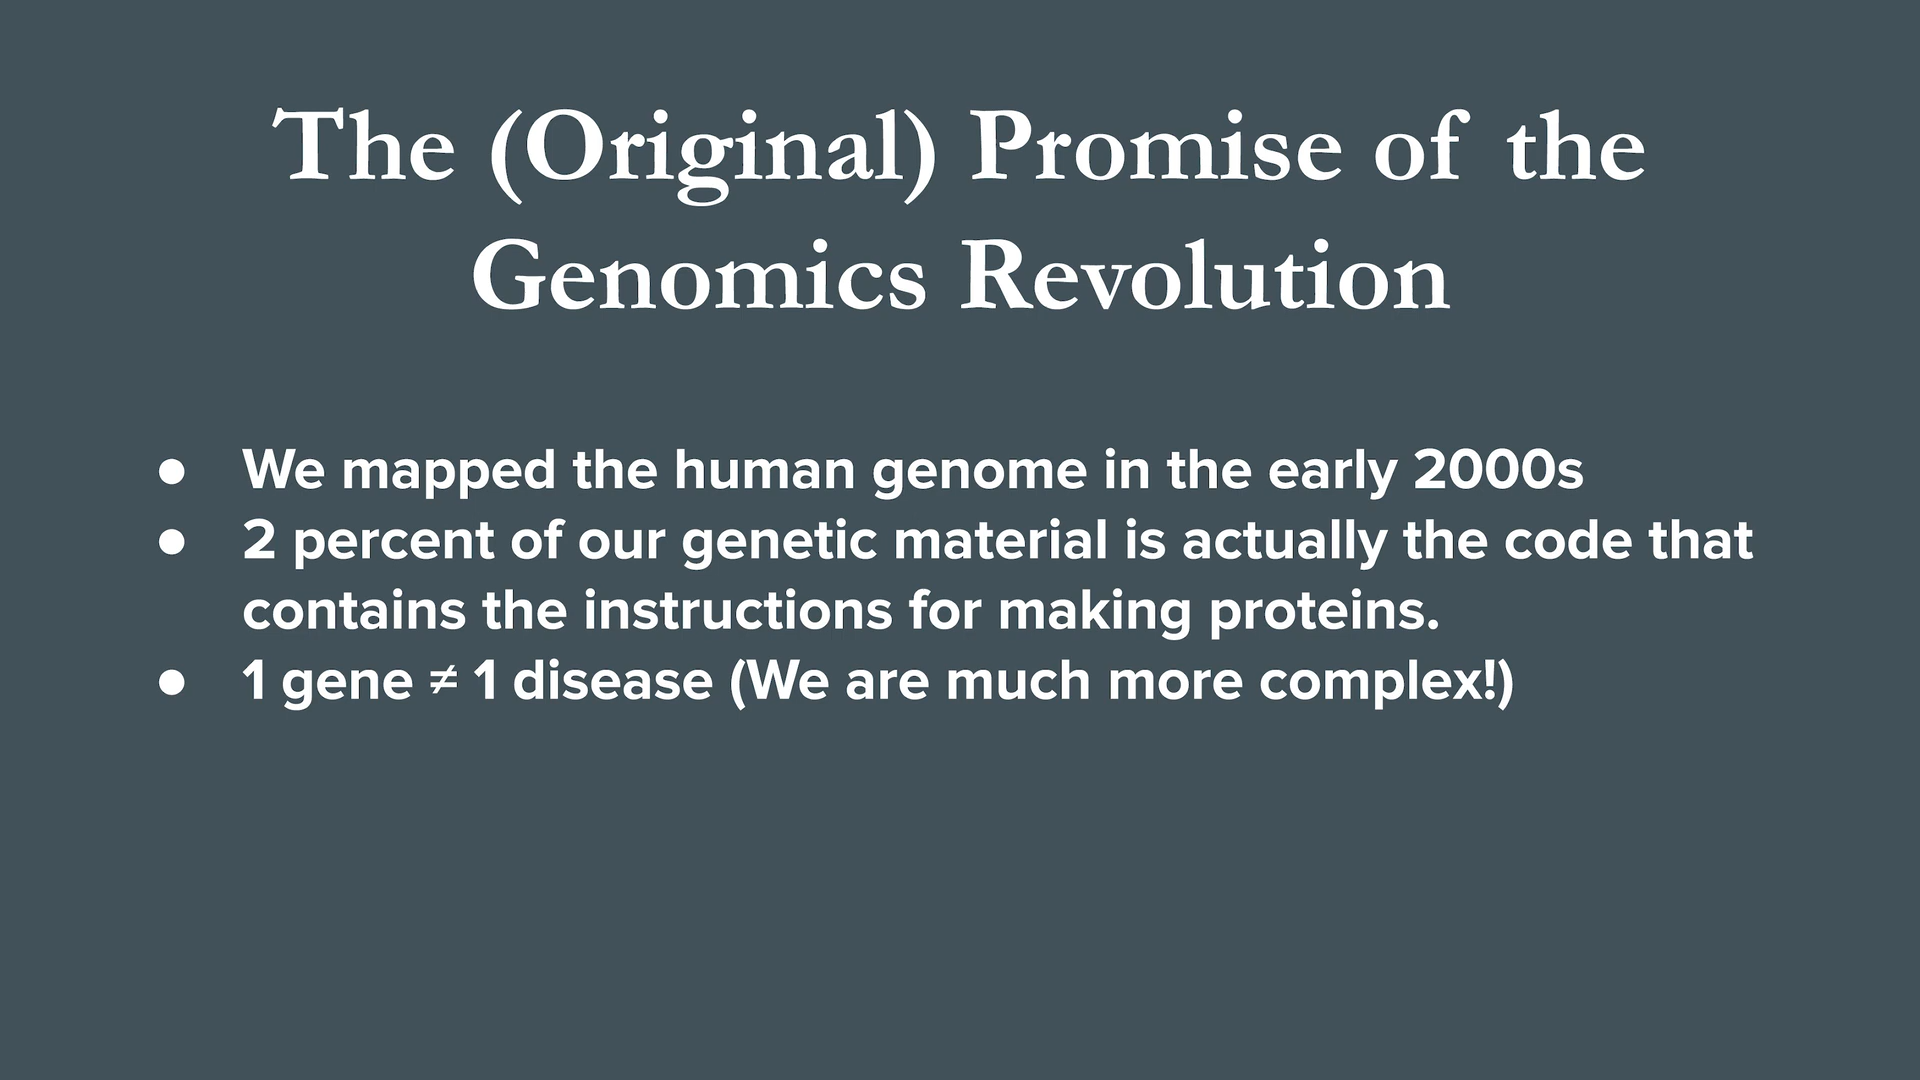 The (Original) Promise of the
Genomics Revolution
● We mapped the human genome in the early 2000s
● 2 percent of our genetic material is actually the code that
contains the instructions for making proteins.
● 1 gene ≠ 1 disease (We are much more complex!)